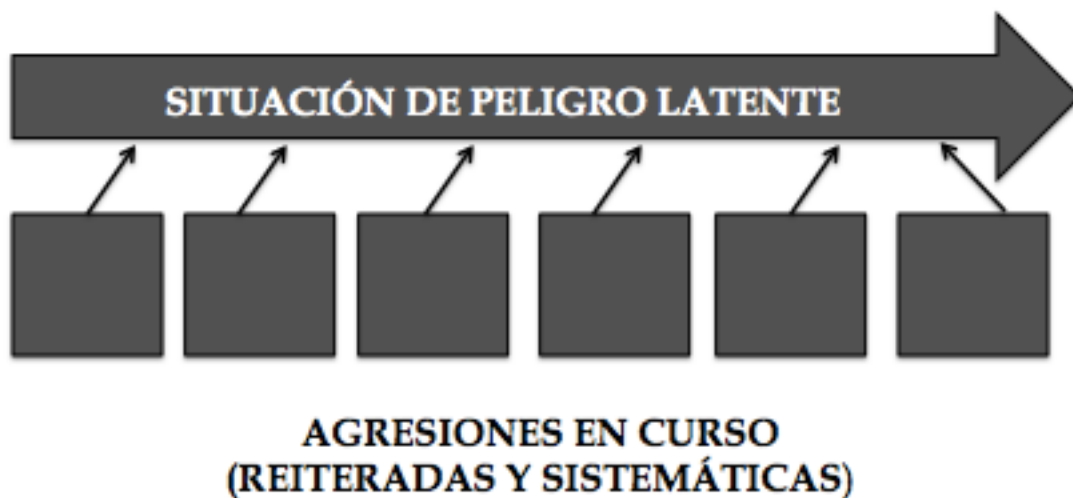 SITUACIÓN DE PELIGRO LATENTE
AGRESIONES EN CURSO
(REITERADAS Y SISTEMÁTICAS)